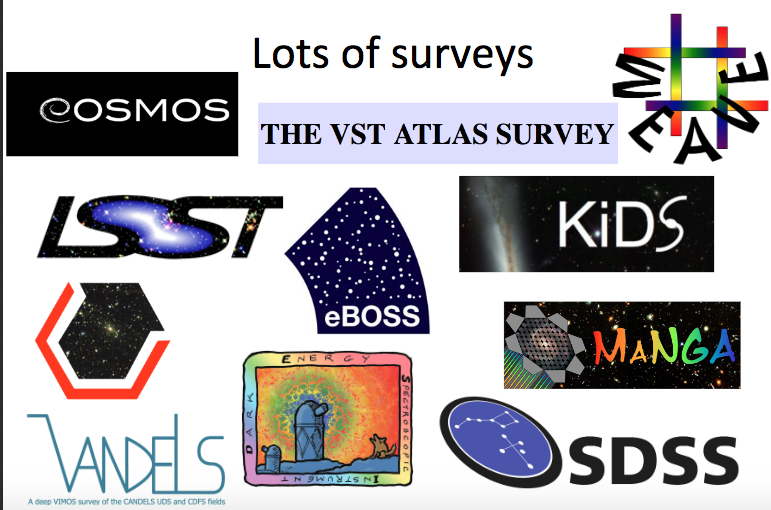 Lots of surveys
COSMOS
THE VST ATLAS SURVEY
WEAVE
LSST
KiDS
eBOSS
MaNGA
DARK ENERGY SPECTROSCOPIC INSTRUMENT
VANDELS
A deep VIMOS survey of the CANDELS UDS and CDFS fields
SDSS